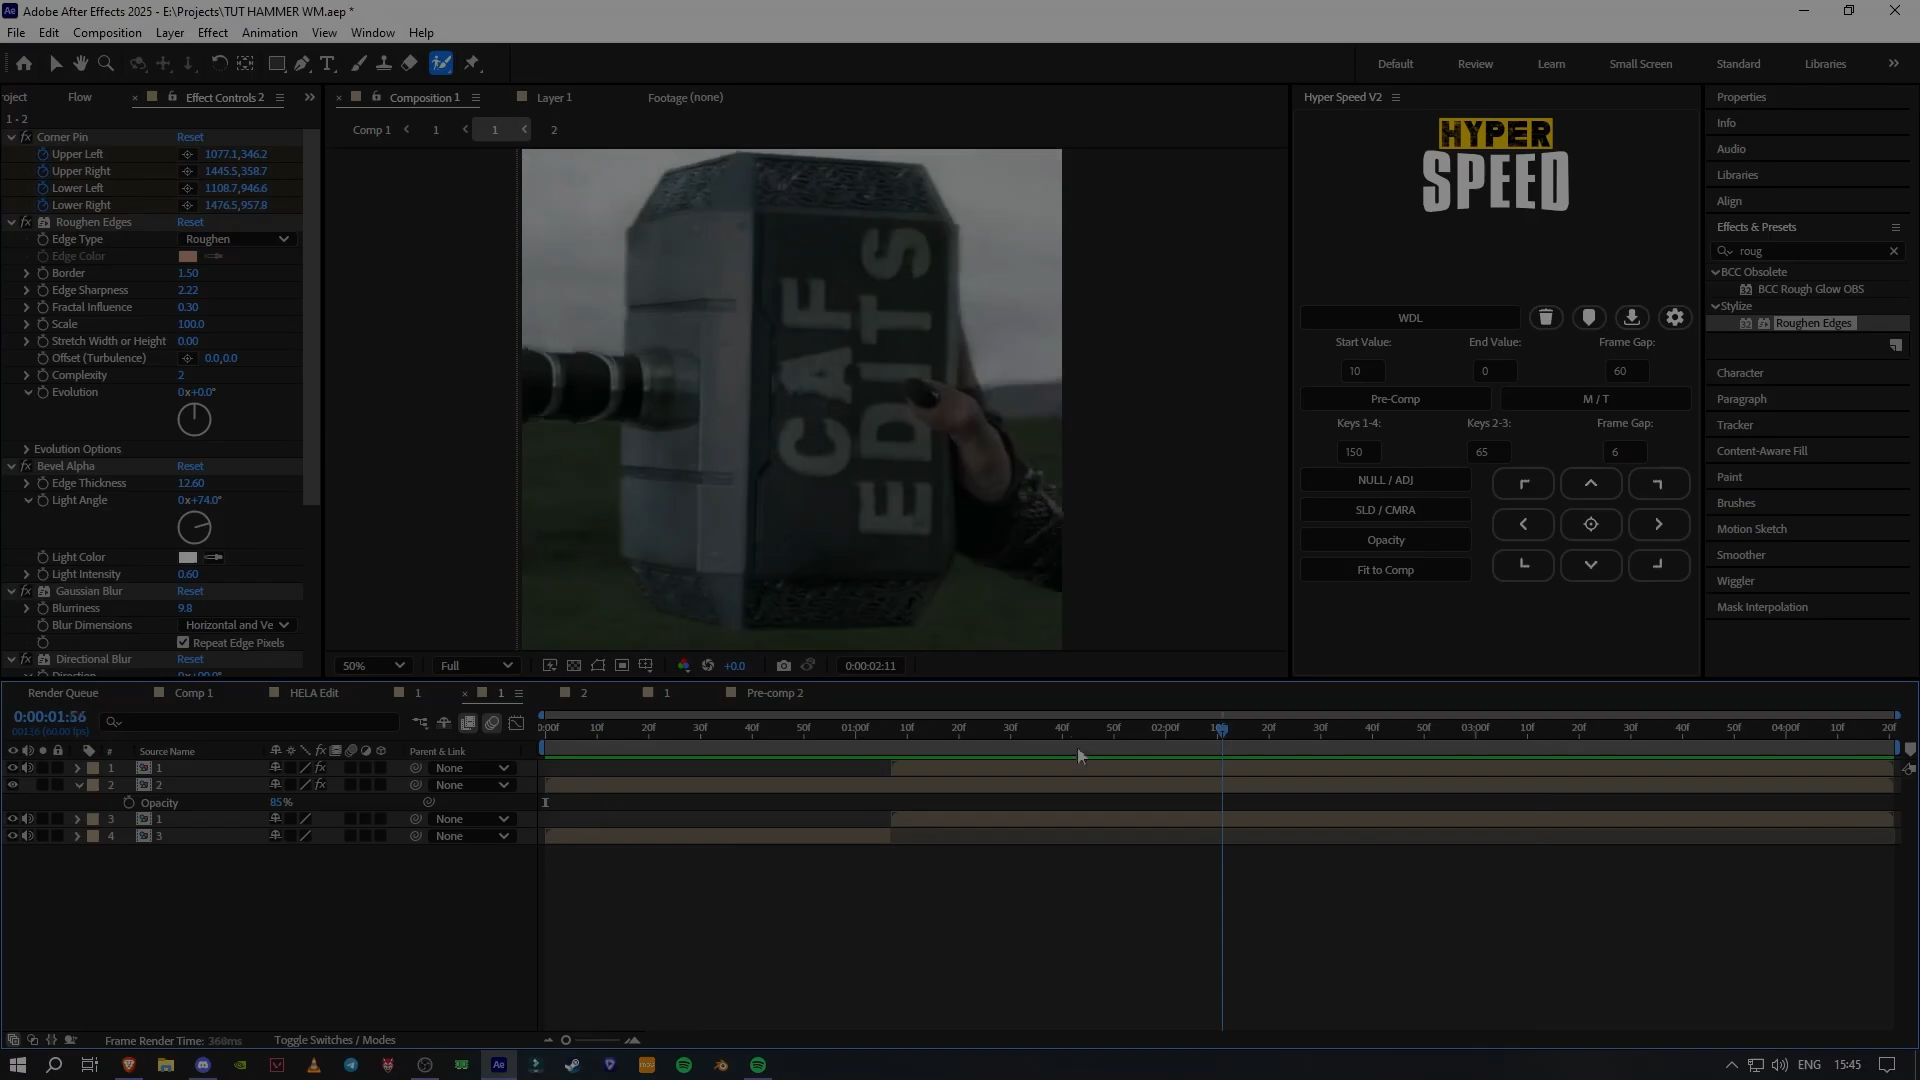 Adobe After Effects 2025 - E:\Projects\TUT HAMMER WM.aep *
File Edit Composition Layer Effect Animation View Window Help
Default Review Learn Small Screen Standard Libraries
oject Flow Effect Controls 2
Composition 1 Layer 1 Footage (none)
Hyper Speed V2
Properties
1 • 2
Comp 1 1 1 2
Corner Pin Reset
Upper Left 1077.1,346.2
Upper Right 1445.5,358.7
Lower Left 1108.7,946.6
Lower Right 1476.5,957.8
Roughen Edges Reset
Edge Type Roughen
Edge Color
Border 1.50
Edge Sharpness 2.22
Fractal Influence 0.30
Scale 100.0
Stretch Width or Height 0.00
Offset (Turbulence) 0.0,0.0
Complexity 2
Evolution 0x+0.0°
Evolution Options
Bevel Alpha Reset
Edge Thickness 12.60
Light Angle 0x+74.0°
Light Color
Light Intensity 0.60
Gaussian Blur Reset
Blurriness 9.8
Blur Dimensions Horizontal and Ve
Repeat Edge Pixels
Directional Blur Reset
CAF
EDITS
50% Full +0.0 0:00:02:11
HYPER
SPEED
WDL
Start Value: End Value: Frame Gap:
10 0 60
Pre-Comp M / T
Keys 1-4: Keys 2-3: Frame Gap:
150 65 6
NULL / ADJ
SLD / CMRA
Opacity
Fit to Comp
Info
Audio
Libraries
Align
Effects & Presets
roug
BCC Obsolete
BCC Rough Glow OBS
Stylize
Roughen Edges
Character
Paragraph
Tracker
Content-Aware Fill
Paint
Brushes
Motion Sketch
Smoother
Wiggler
Mask Interpolation
Render Queue Comp 1 HELA Edit 1 1 2 1 Pre-comp 2
0:00:01:56
(60.00 fps)
:00f 10f 20f 30f 40f 50f 01:00f 10f 20f 30f 40f 50f 02:00f 10f 20f 30f 40f 50f 03:00f 10f 20f 30f 40f 50f 04:00f 10f 20f
# Source Name Parent & Link
1 1 None
2 2 None
Opacity 85%
3 1 None
4 3 None
Frame Render Time: 360ms Toggle Switches / Modes
Ae ENG 15:45